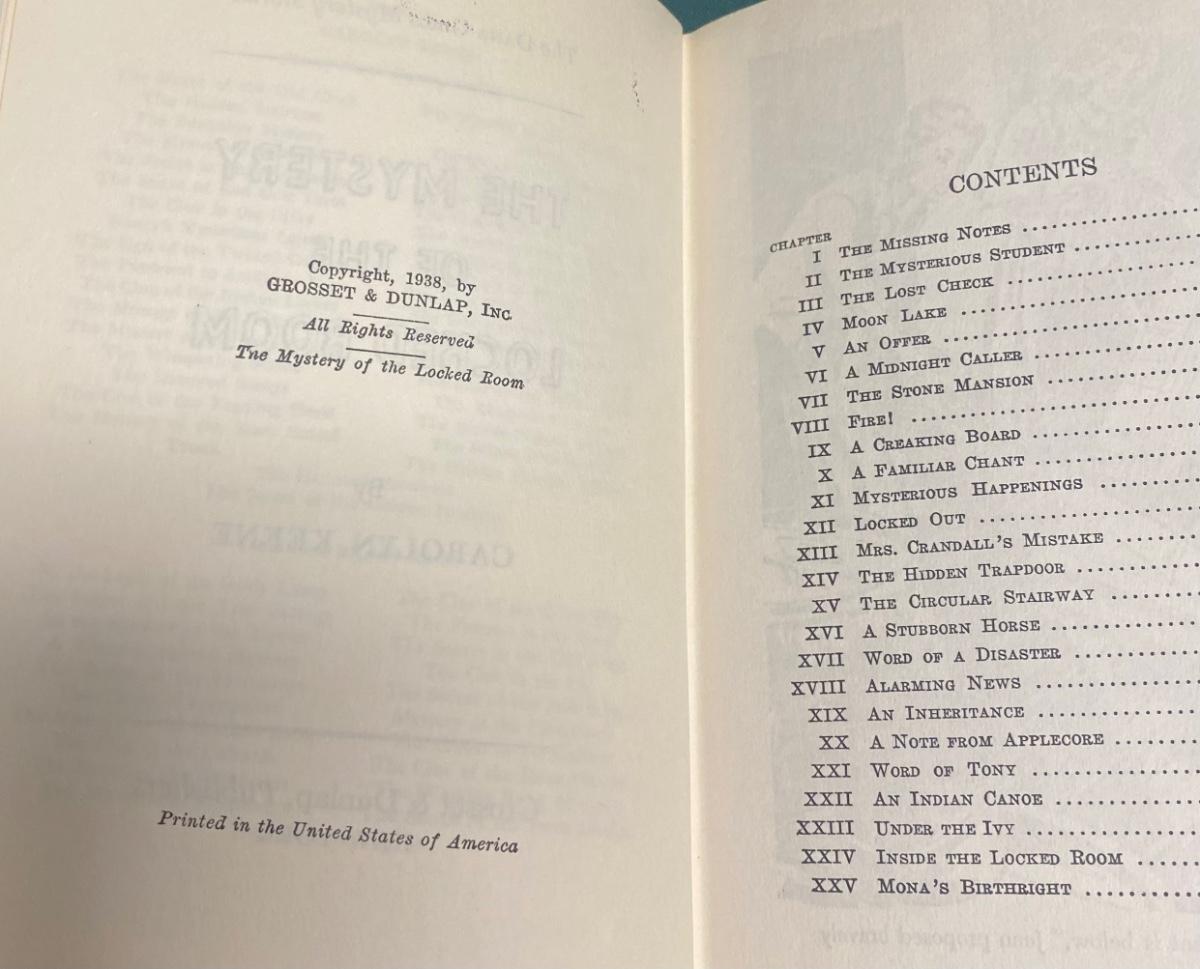 Copyright, 1938, by
GROSSET & DUNLAP, INC.
All Rights Reserved
The Mystery of the Locked Room
Printed in the United States of America
CONTENTS
CHAPTER
I THE MISSING NOTES
II THE MYSTERIOUS STUDENT
III THE LOST CHECK
IV MOON LAKE
V AN OFFER
VI A MIDNIGHT CALLER
VII THE STONE MANSION
VIII FIRE!
IX A CREAKING BOARD
X A FAMILIAR CHANT
XI MYSTERIOUS HAPPENINGS
XII LOCKED OUT
XIII MRS. CRANDALL'S MISTAKE
XIV THE HIDDEN TRAPDOOR
XV THE CIRCULAR STAIRWAY
XVI A STUBBORN HORSE
XVII WORD OF A DISASTER
XVIII ALARMING NEWS
XIX AN INHERITANCE
XX A NOTE FROM APPLECORE
XXI WORD OF TONY
XXII AN INDIAN CANOE
XXIII UNDER THE IVY
XXIV INSIDE THE LOCKED ROOM
XXV MONA'S BIRTHRIGHT